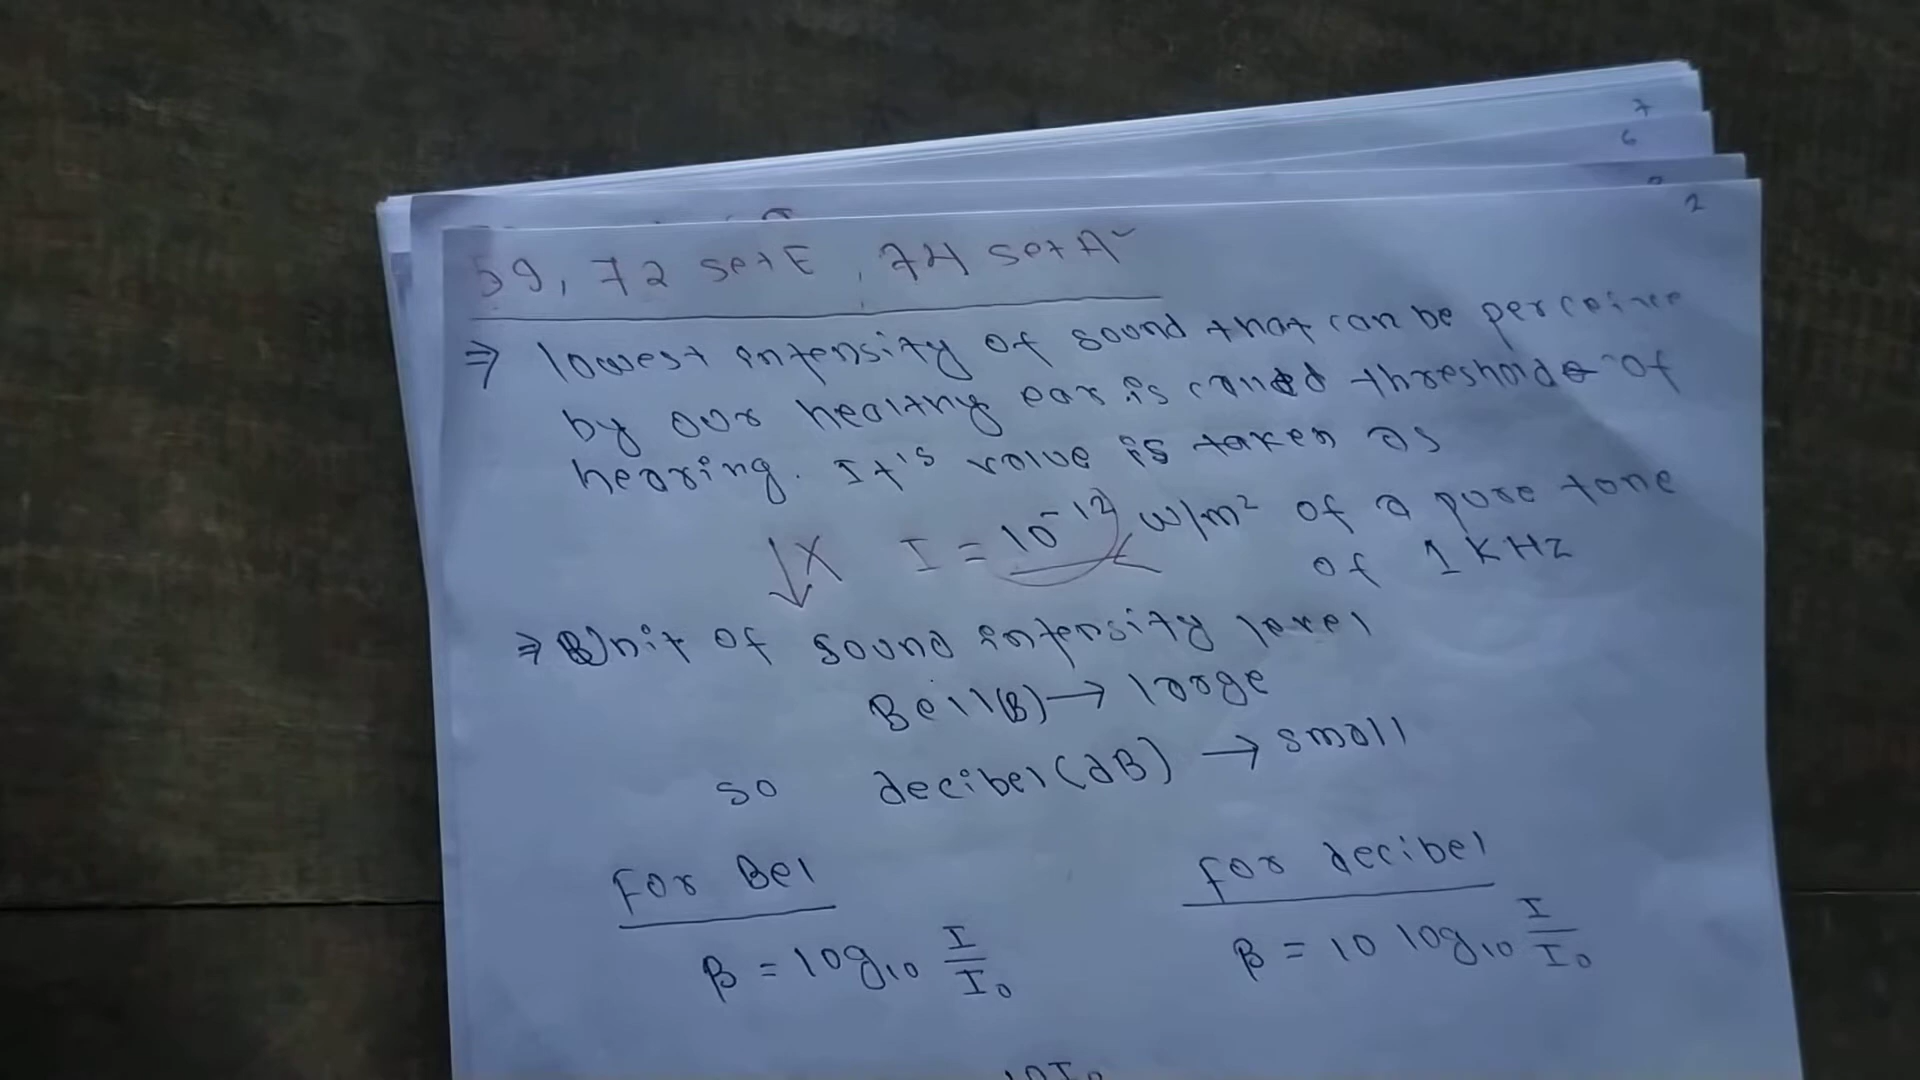 2
7
6
59, 72 set E, 74 set A
⇒ lowest intensity of sound that can be perceive
by our healthy ear is called threshold of
hearing. It's value is taken as
↓X I = 10⁻¹² W/m² of a pure tone
of 1 KHz
⇒ Unit of sound intensity level
Bell(B) → large
so decibel(dB) → small
For Bel
β = log₁₀ I/I₀
for decibel
β = 10 log₁₀ I/I₀